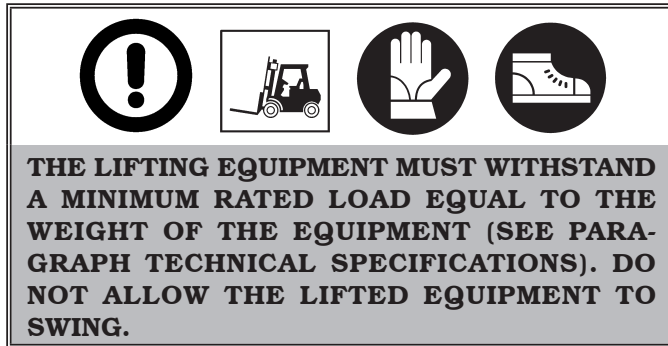 THE LIFTING EQUIPMENT MUST WITHSTAND
A MINIMUM RATED LOAD EQUAL TO THE
WEIGHT OF THE EQUIPMENT (SEE PARA-
GRAPH TECHNICAL SPECIFICATIONS). DO
NOT ALLOW THE LIFTED EQUIPMENT TO
SWING.